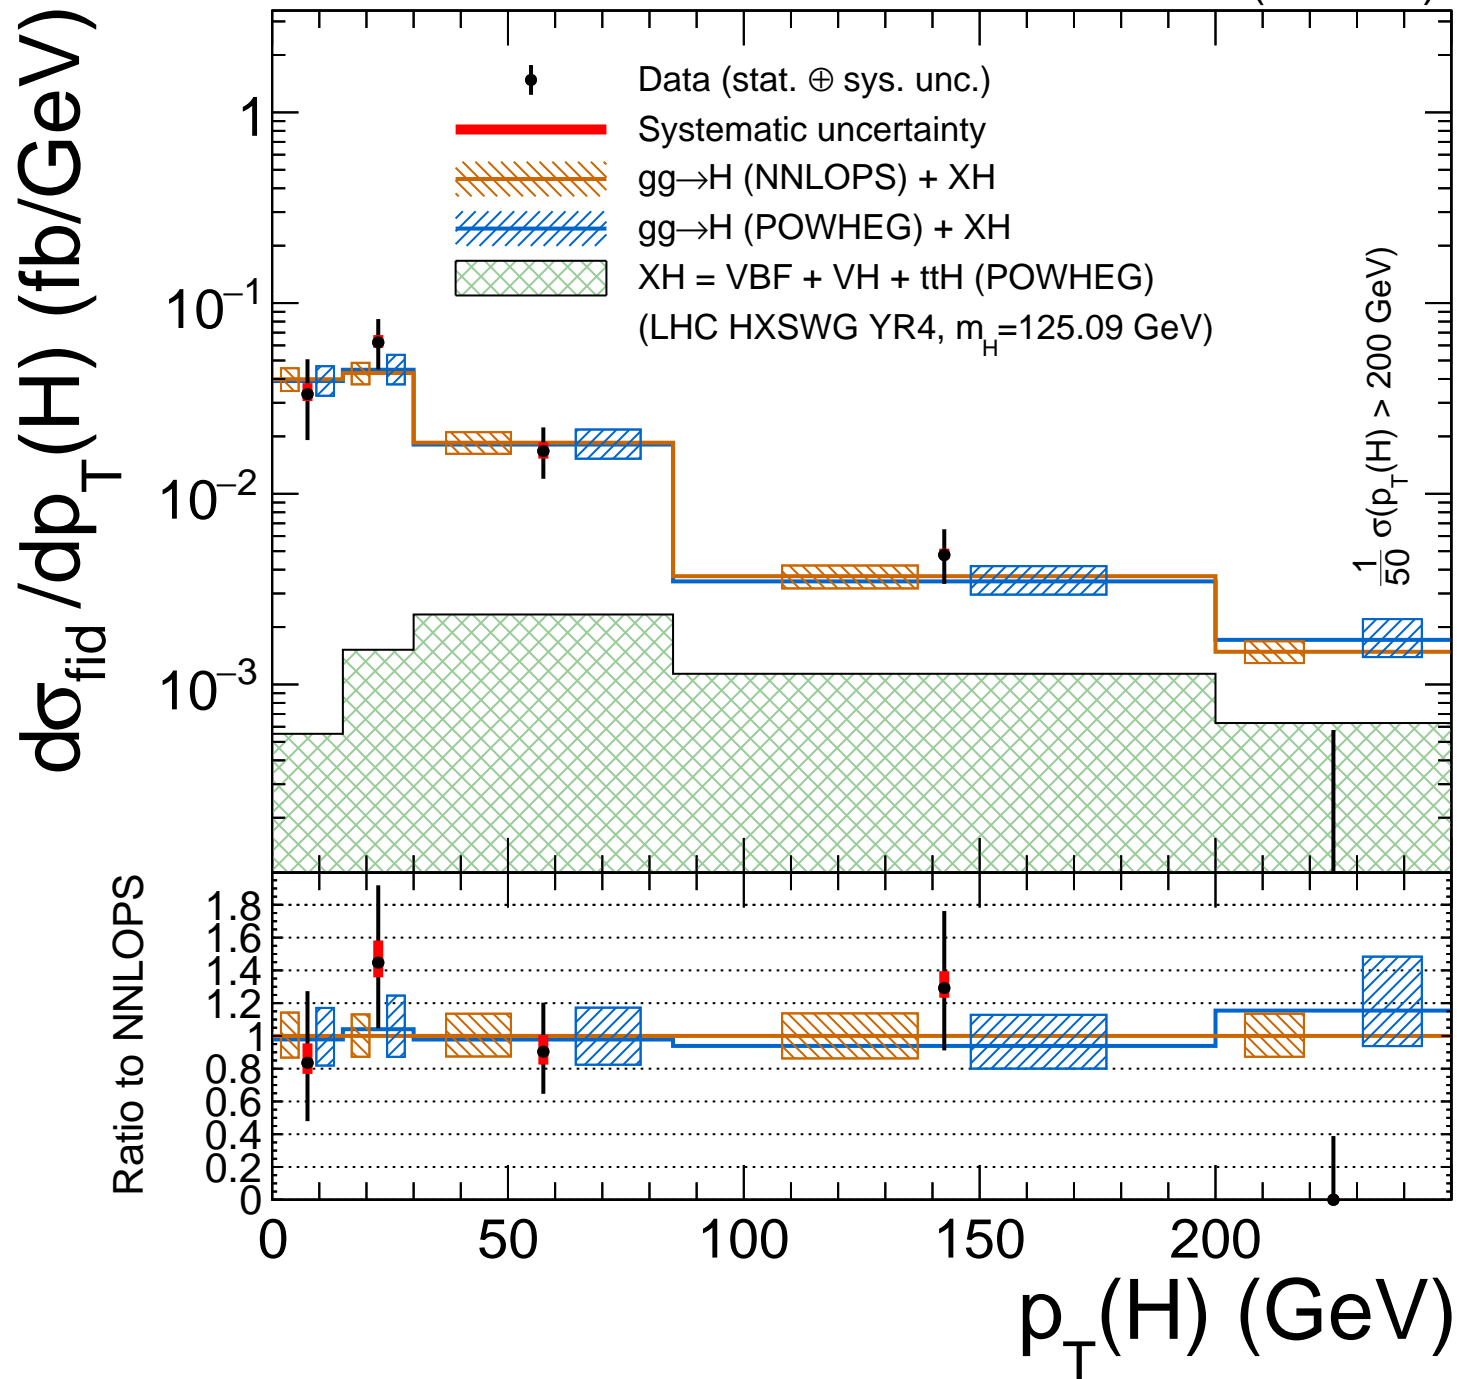 dσfid/dpT(H) (fb/GeV)
1
10−1
10−2
10−3
Data (stat. ⊕ sys. unc.)
Systematic uncertainty
gg→H (NNLOPS) + XH
gg→H (POWHEG) + XH
XH = VBF + VH + ttH (POWHEG)
(LHC HXSWG YR4, mH=125.09 GeV)
1/50 σ(pT(H) > 200 GeV)
Ratio to NNLOPS
1.8
1.6
1.4
1.2
1
0.8
0.6
0.4
0.2
0
0 50 100 150 200
pT(H) (GeV)